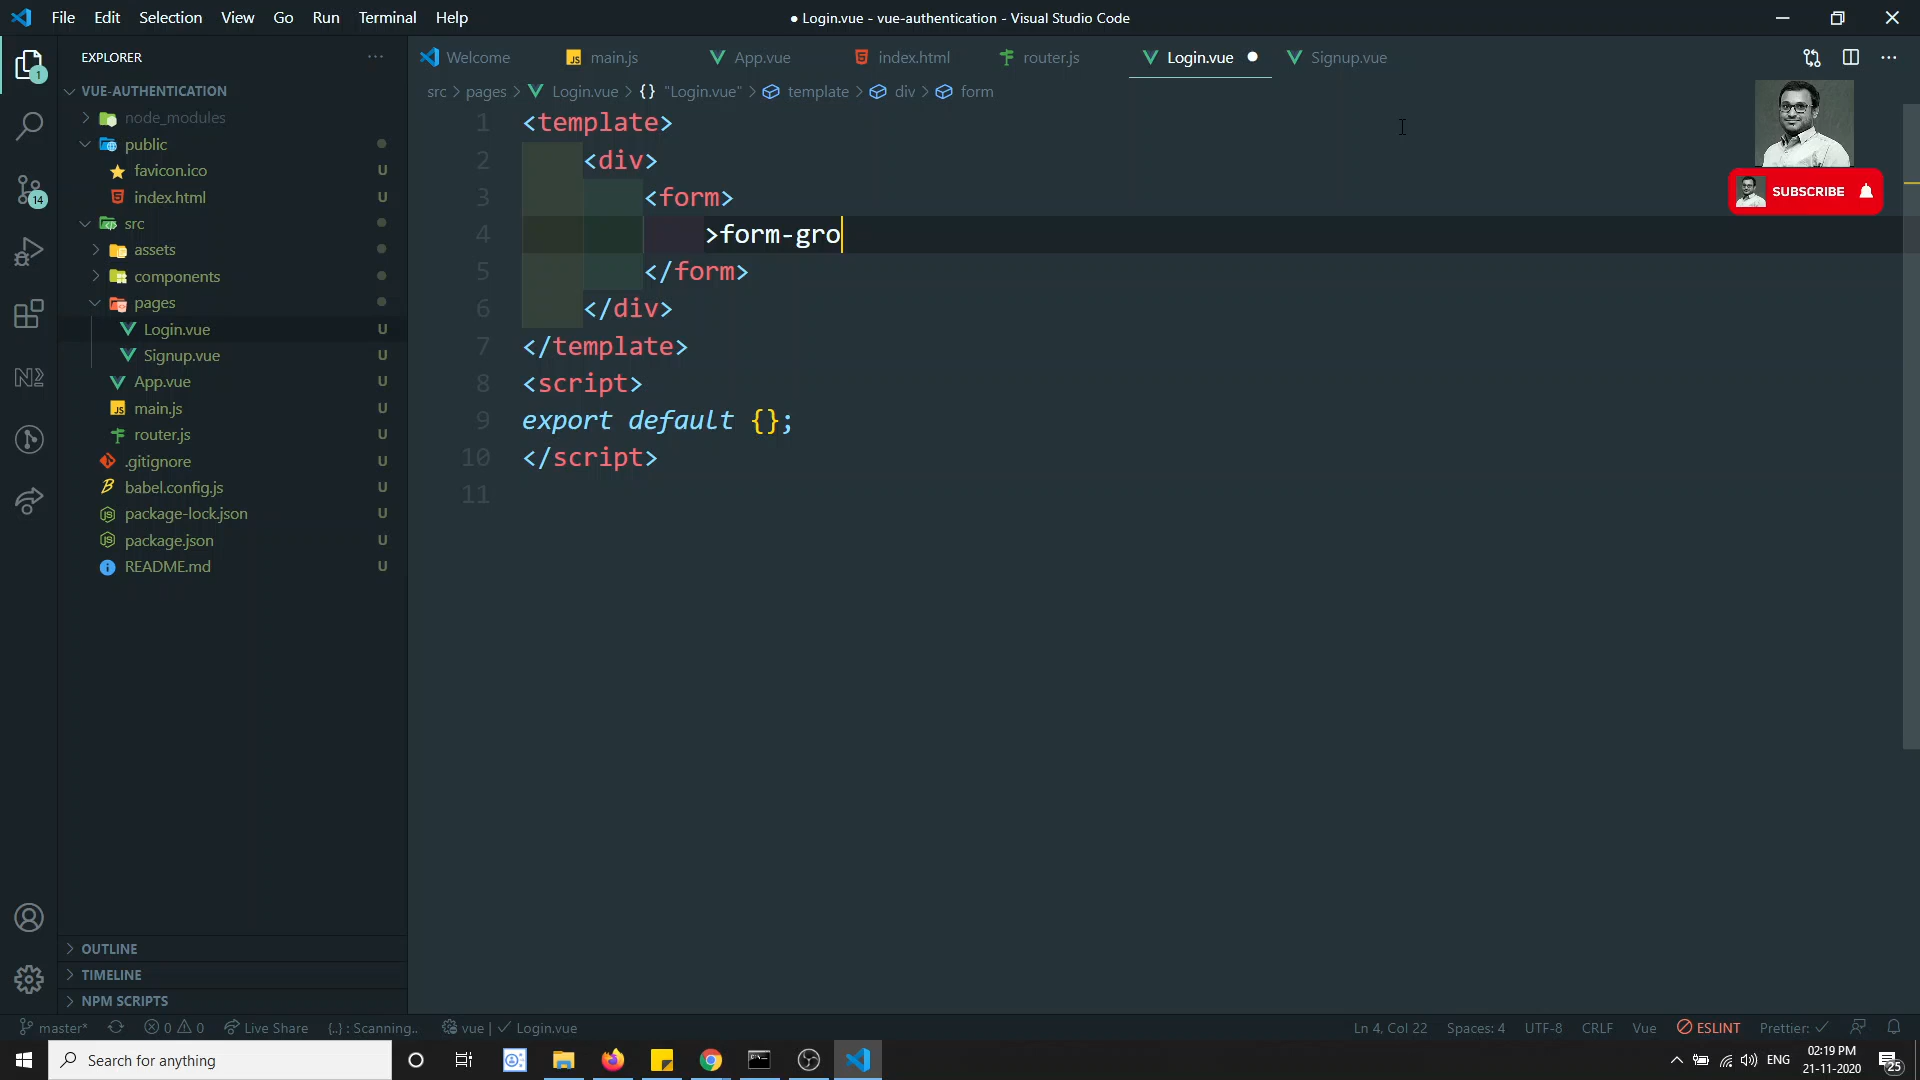 File Edit Selection View Go Run Terminal Help
● Login.vue - vue-authentication - Visual Studio Code
EXPLORER
Welcome main.js App.vue index.html router.js Login.vue ● Signup.vue
src > pages > Login.vue > {} "Login.vue" > template > div > form
VUE-AUTHENTICATION
node_modules
public
favicon.ico U
index.html U
src
assets
components
pages
Login.vue U
Signup.vue U
App.vue U
main.js U
router.js U
.gitignore U
babel.config.js U
package-lock.json U
package.json U
README.md U
OUTLINE
TIMELINE
NPM SCRIPTS
1
14
1 <template>
2 <div>
3 <form>
4 >form-gro
5 </form>
6 </div>
7 </template>
8 <script>
9 export default {};
10 </script>
11
SUBSCRIBE
master* 0 0 Live Share {..} : Scanning.. vue | Login.vue
Ln 4, Col 22 Spaces: 4 UTF-8 CRLF Vue ESLINT Prettier: ✓
Search for anything
ENG
02:19 PM
21-11-2020
25